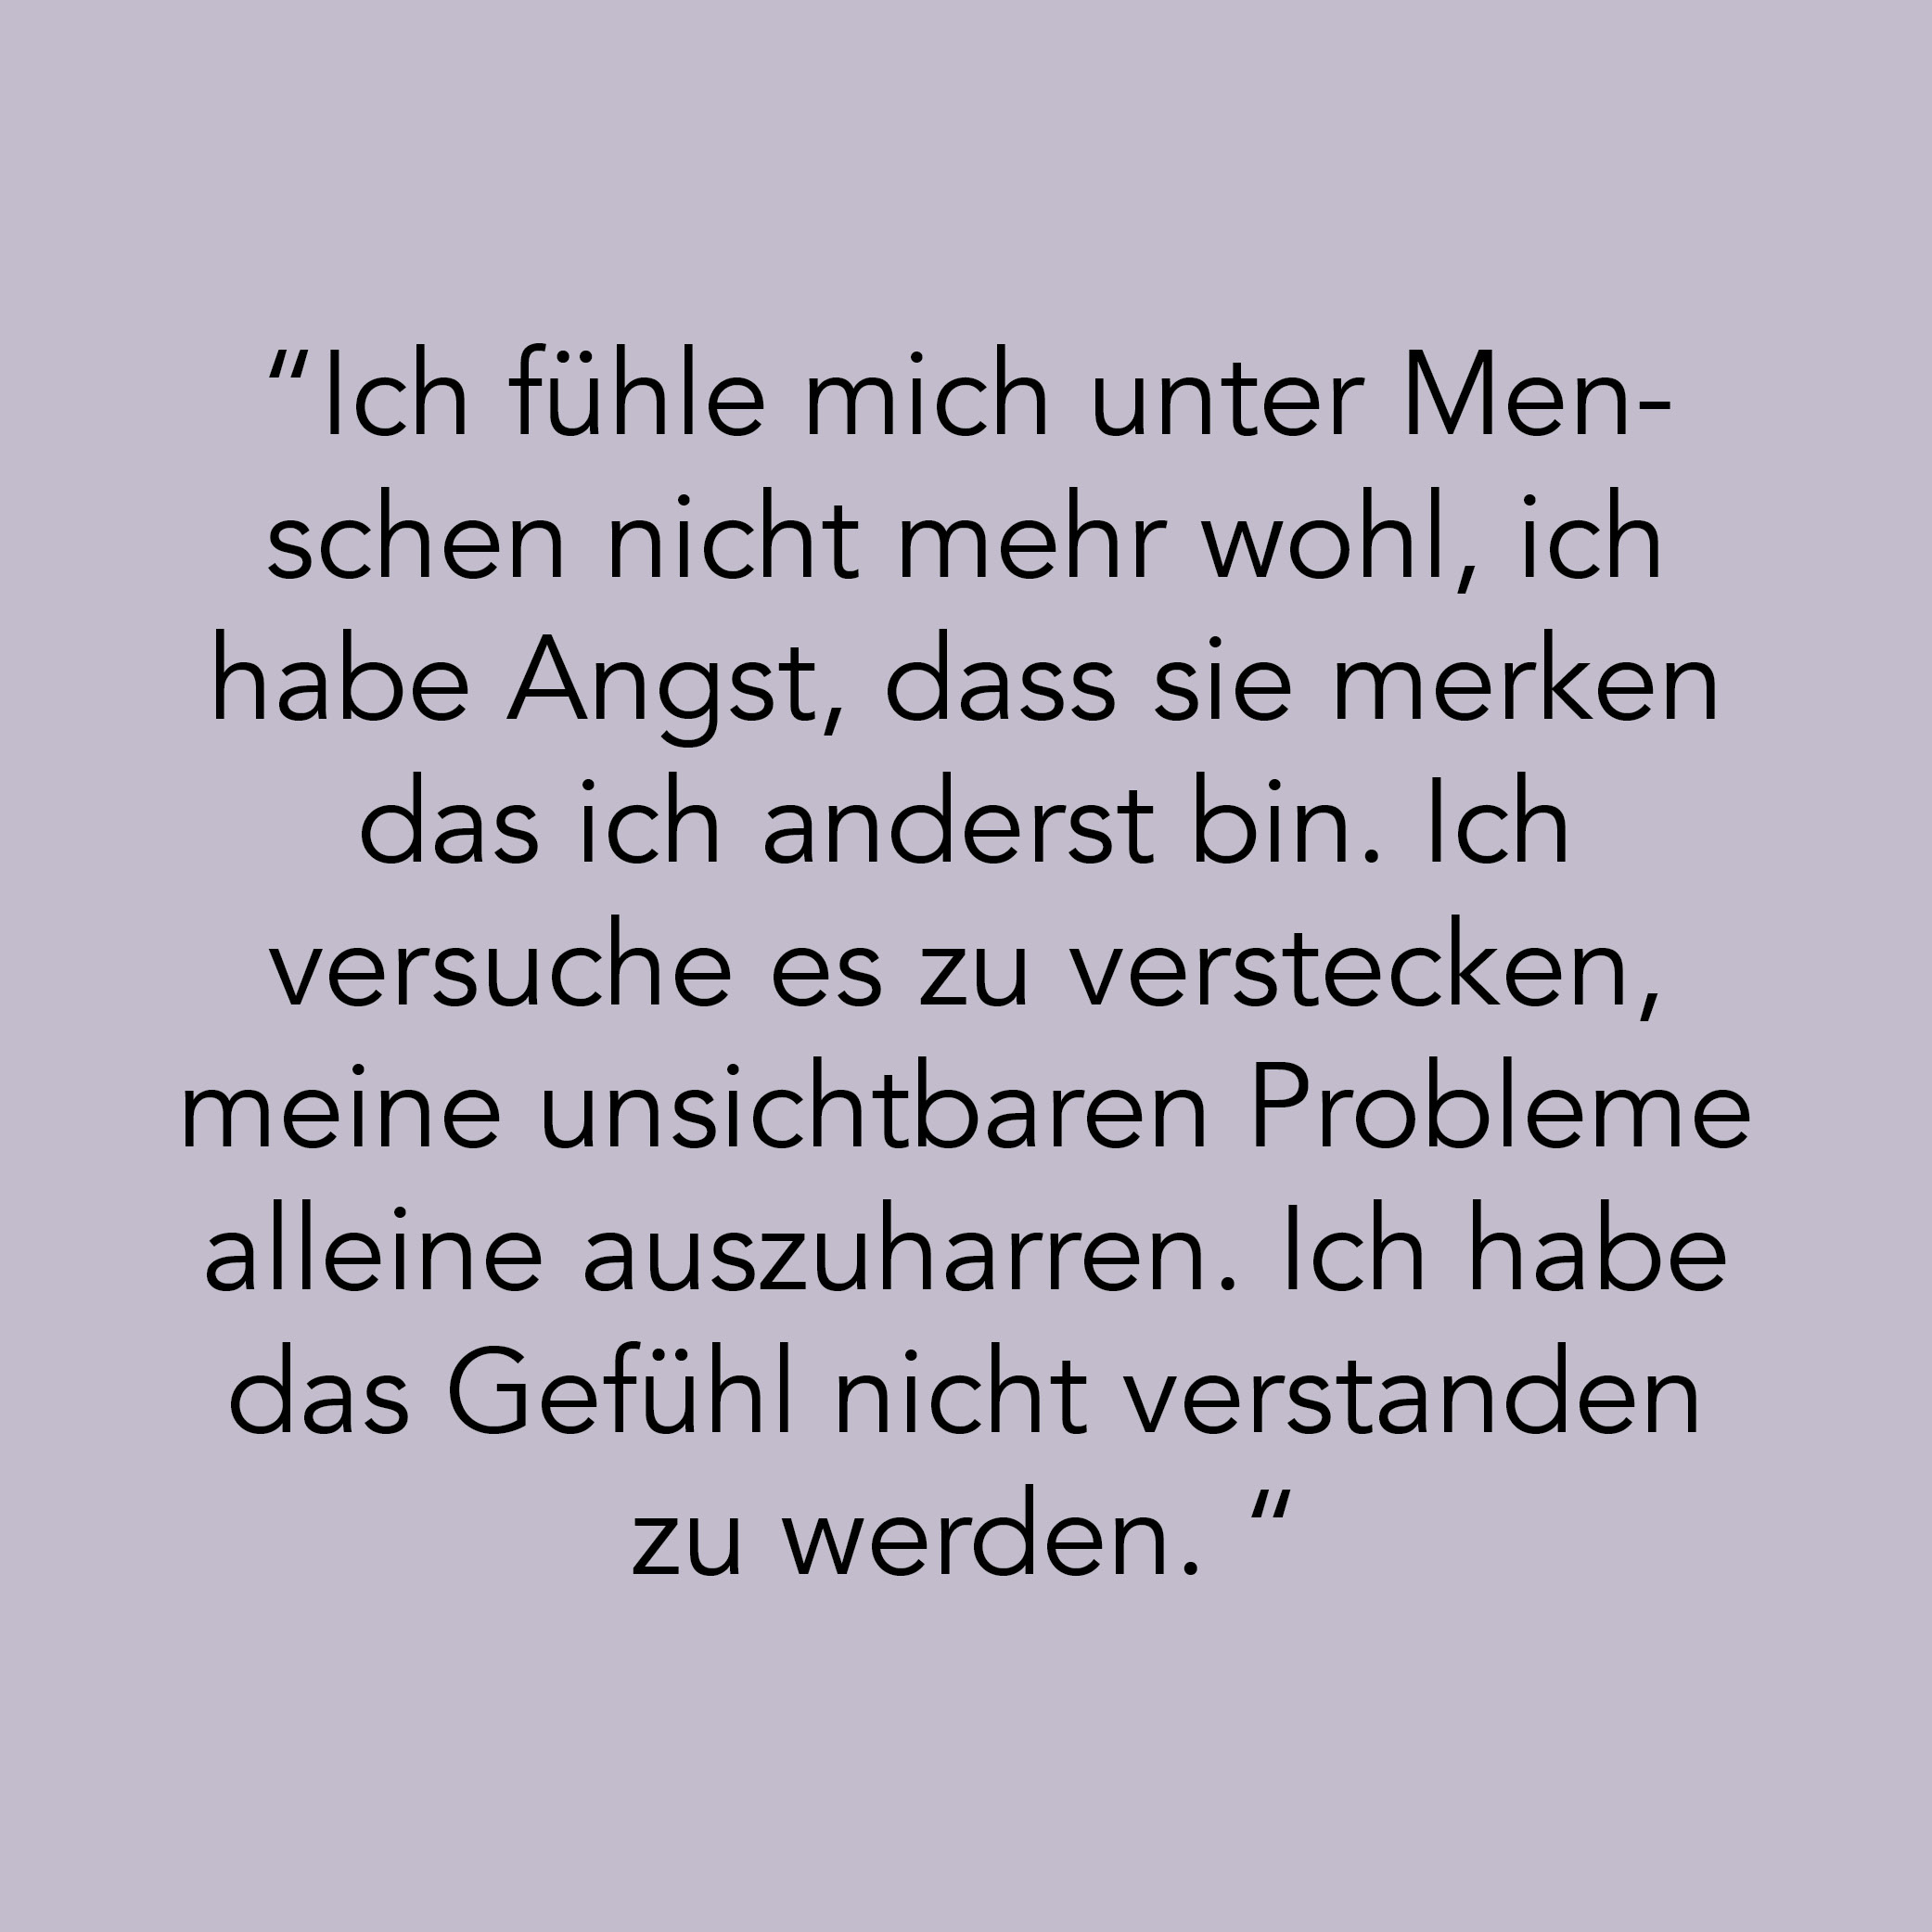 “Ich fühle mich unter Men-
schen nicht mehr wohl, ich
habe Angst, dass sie merken
das ich anderst bin. Ich
versuche es zu verstecken,
meine unsichtbaren Probleme
alleine auszuharren. Ich habe
das Gefühl nicht verstanden
zu werden. “